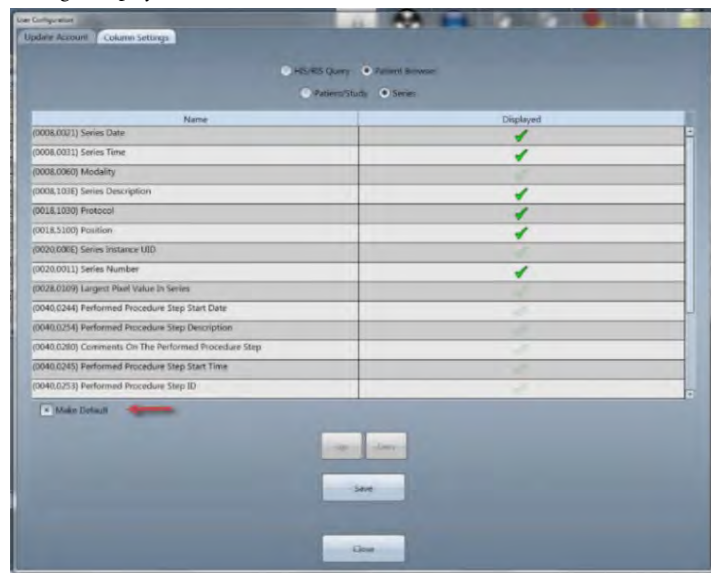 User Configuration
Update Account Column Settings
HIS/RIS Query Patient Browser
Patient/Study Series
Name Displayed
(0008,0021) Series Date
(0008,0031) Series Time
(0008,0060) Modality
(0008,103E) Series Description
(0018,1030) Protocol
(0018,5100) Position
(0020,000E) Series Instance UID
(0020,0011) Series Number
(0028,0109) Largest Pixel Value In Series
(0040,0244) Performed Procedure Step Start Date
(0040,0254) Performed Procedure Step Description
(0040,0280) Comments On The Performed Procedure Step
(0040,0245) Performed Procedure Step Start Time
(0040,0253) Performed Procedure Step ID
Make Default
Up Down
Save
Close